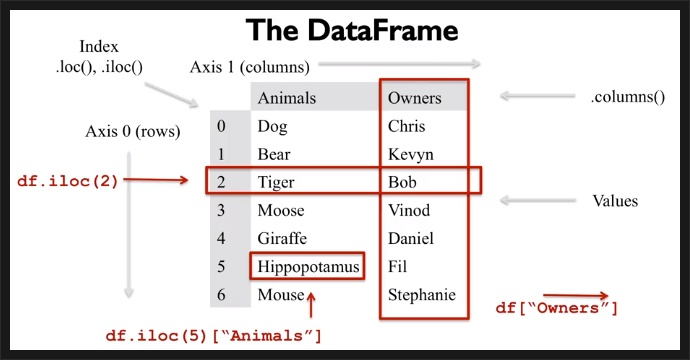 The DataFrame
Index
.loc(), .iloc()
Axis 1 (columns)
Animals Owners
.columns()
0 Dog Chris
Axis 0 (rows)
1 Bear Kevyn
df.iloc(2)
2 Tiger Bob
3 Moose Vinod
Values
4 Giraffe Daniel
5 Hippopotamus Fil
6 Mouse Stephanie
df[“Owners”]
df.iloc(5)[“Animals”]